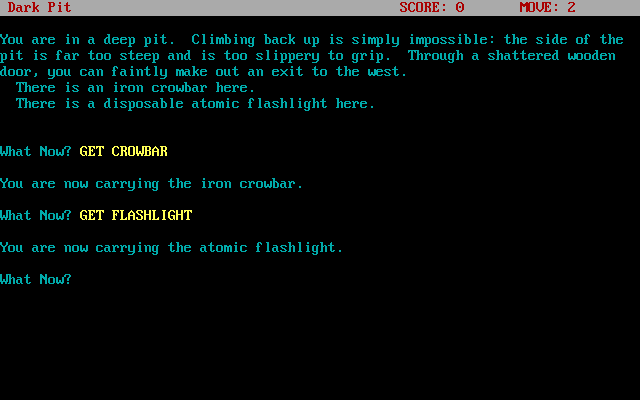 Dark Pit SCORE: 0 MOVE: 2
You are in a deep pit.  Climbing back up is simply impossible: the side of the
pit is far too steep and is too slippery to grip.  Through a shattered wooden
door, you can faintly make out an exit to the west.
There is an iron crowbar here.
There is a disposable atomic flashlight here.
What Now? GET CROWBAR
You are now carrying the iron crowbar.
What Now? GET FLASHLIGHT
You are now carrying the atomic flashlight.
What Now?